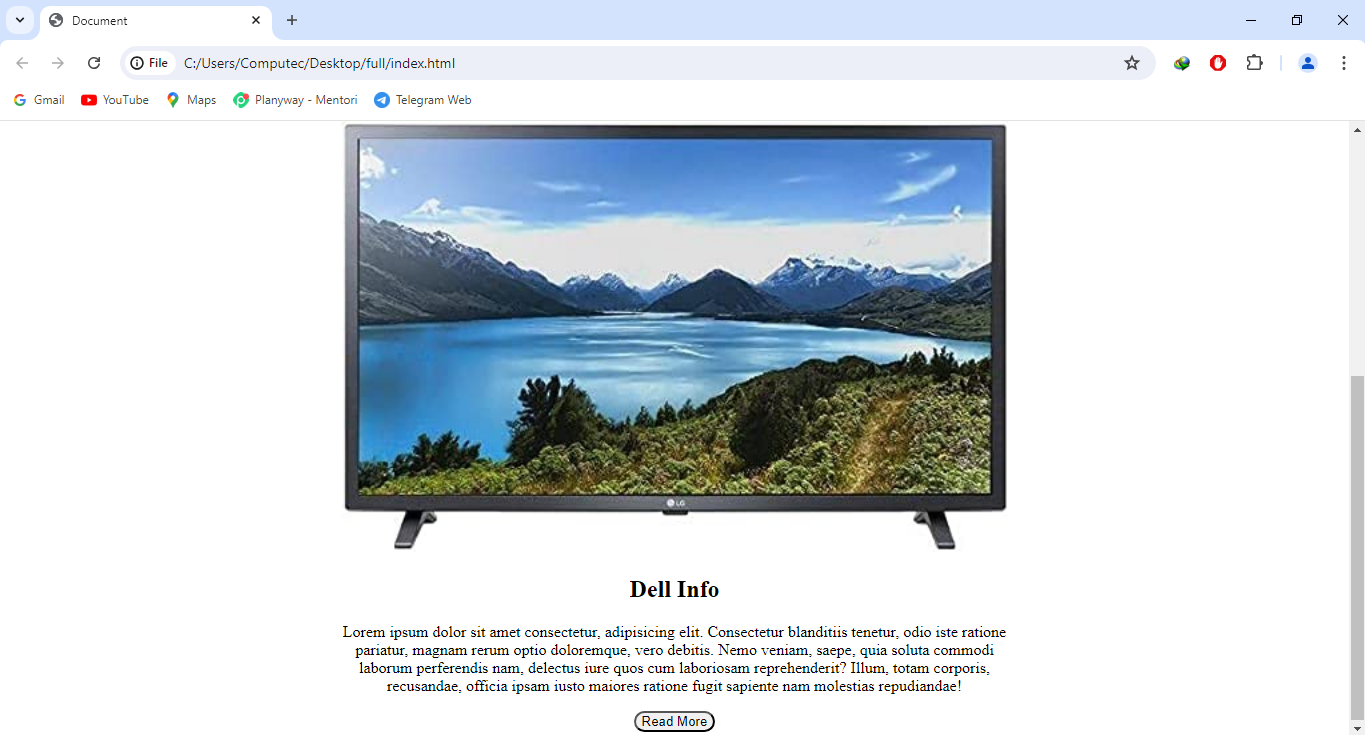 Document
File
C:/Users/Computec/Desktop/full/index.html
Gmail
YouTube
Maps
Planyway - Mentori
Telegram Web
LG
Dell Info
Lorem ipsum dolor sit amet consectetur, adipisicing elit. Consectetur blanditiis tenetur, odio iste ratione
pariatur, magnam rerum optio doloremque, vero debitis. Nemo veniam, saepe, quia soluta commodi
laborum perferendis nam, delectus iure quos cum laboriosam reprehenderit? Illum, totam corporis,
recusandae, officia ipsam iusto maiores ratione fugit sapiente nam molestias repudiandae!
Read More